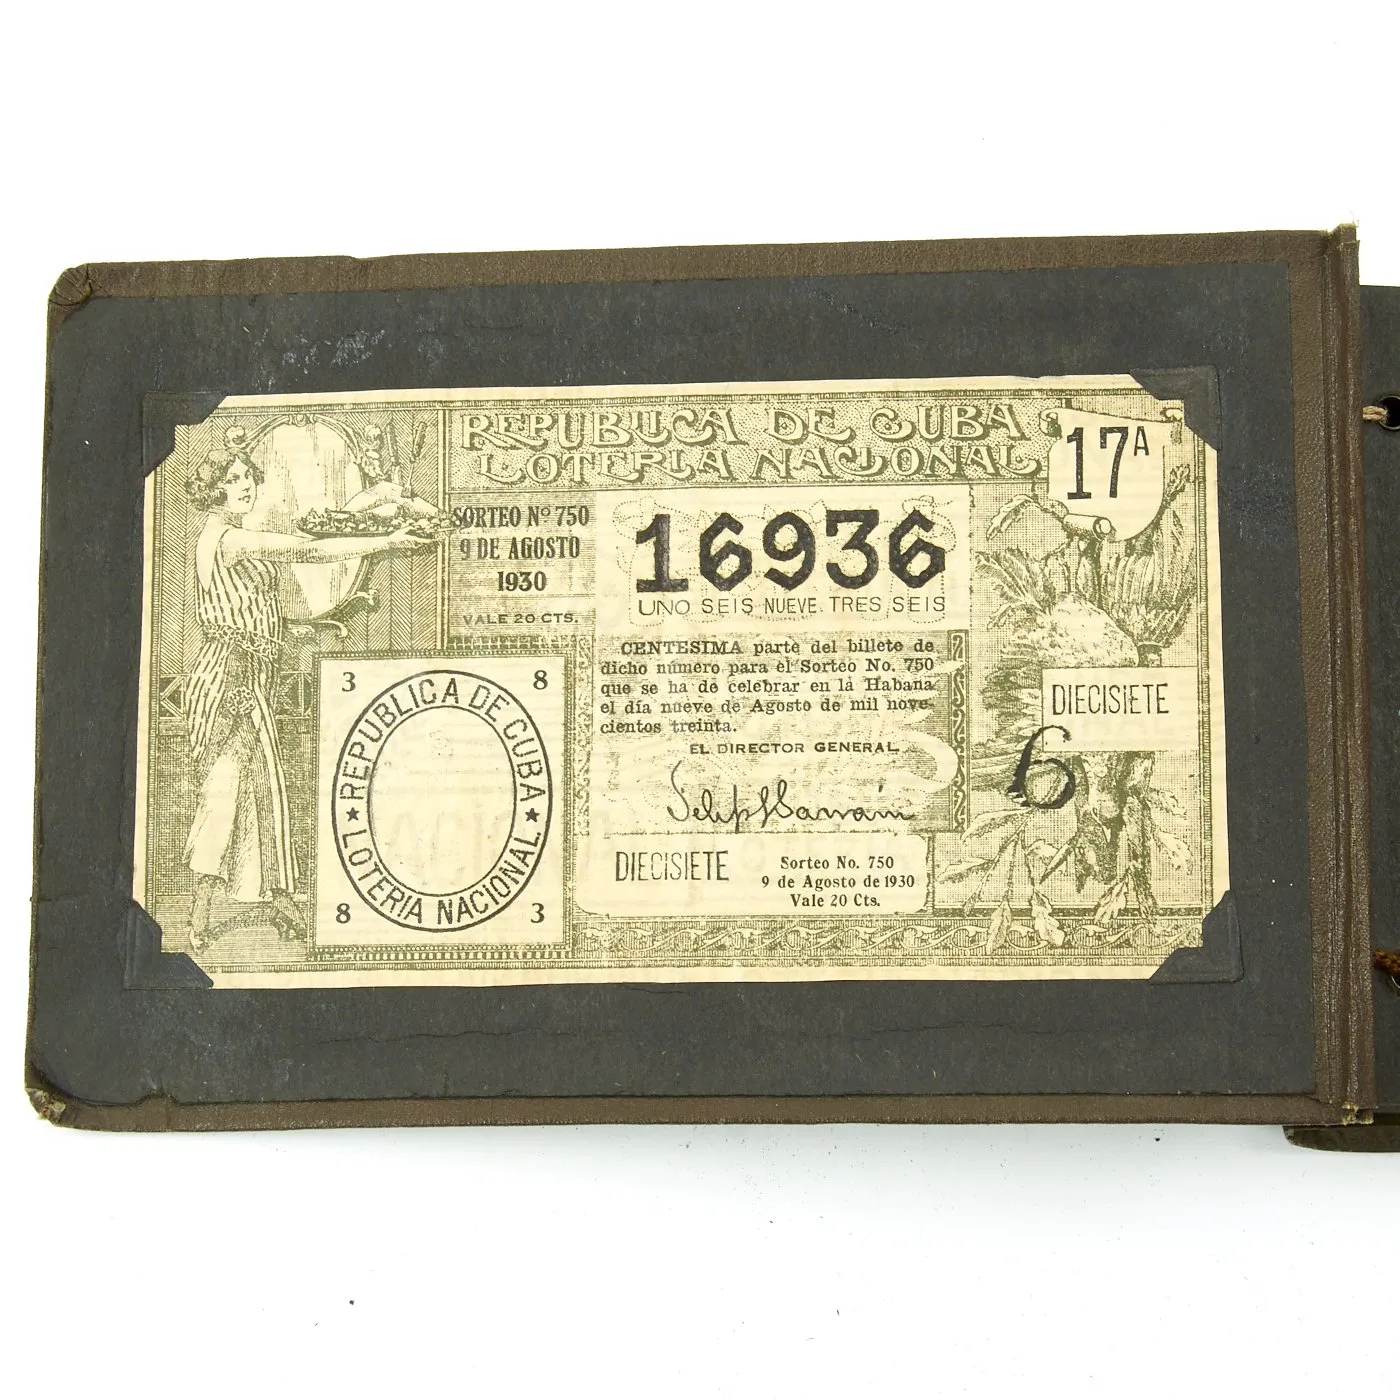 REPUBLICA DE CUBA
LOTERIA NACIONAL
17A
SORTEO Nº 750
9 DE AGOSTO
1930
VALE 20 CTS.
16936
UNO SEIS NUEVE TRES SEIS
CENTESIMA parte del billete de
dicho número para el Sorteo No. 750
que se ha de celebrar en la Habana
el día nueve de Agosto de mil nove-
cientos treinta.
EL DIRECTOR GENERAL
DIECISIETE
6
3 8
REPUBLICA DE CUBA
★ LOTERIA NACIONAL ★
8 3
DIECISIETE
Sorteo No. 750
9 de Agosto de 1930
Vale 20 Cts.